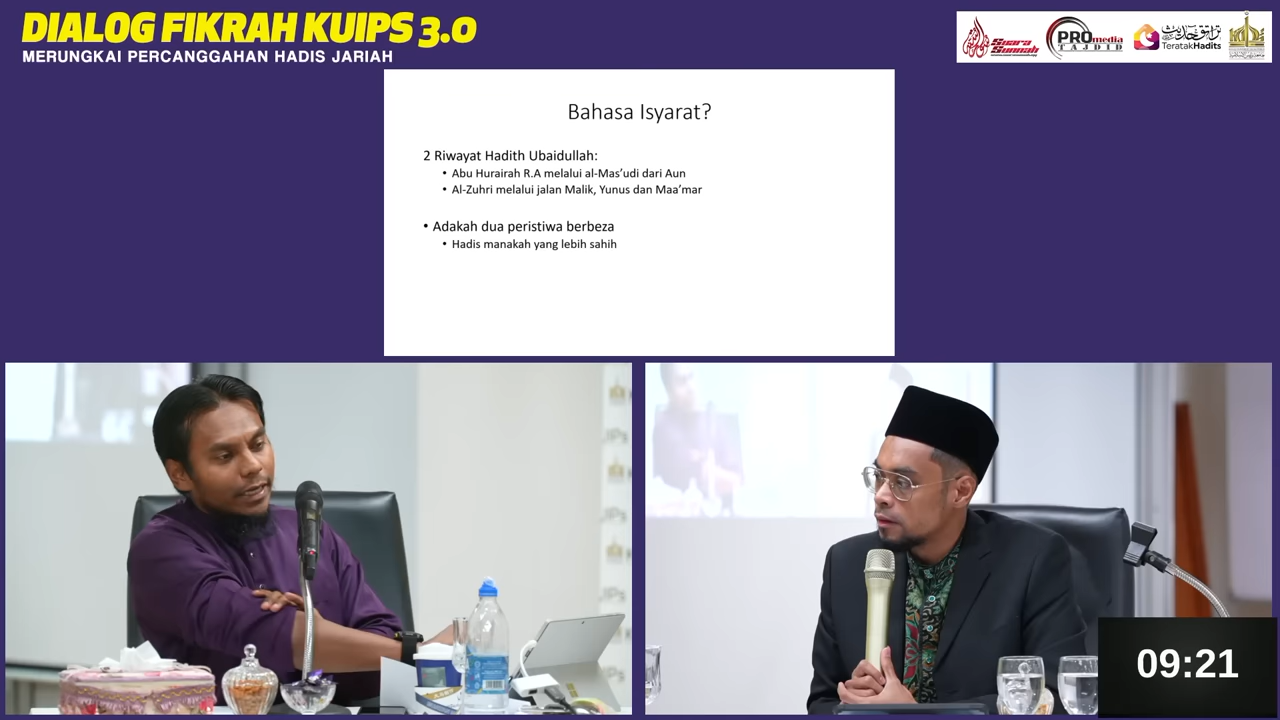 DIALOG FIKRAH KUIPS 3.0
MERUNGKAI PERCANGGAHAN HADIS JARIAH
Suara
Sunnah
PROmedia
TAJDID
TeratakHadits
Bahasa Isyarat?
2 Riwayat Hadith Ubaidullah:
• Abu Hurairah R.A melalui al-Mas’udi dari Aun
• Al-Zuhri melalui jalan Malik, Yunus dan Maa’mar
• Adakah dua peristiwa berbeza
• Hadis manakah yang lebih sahih
09:21